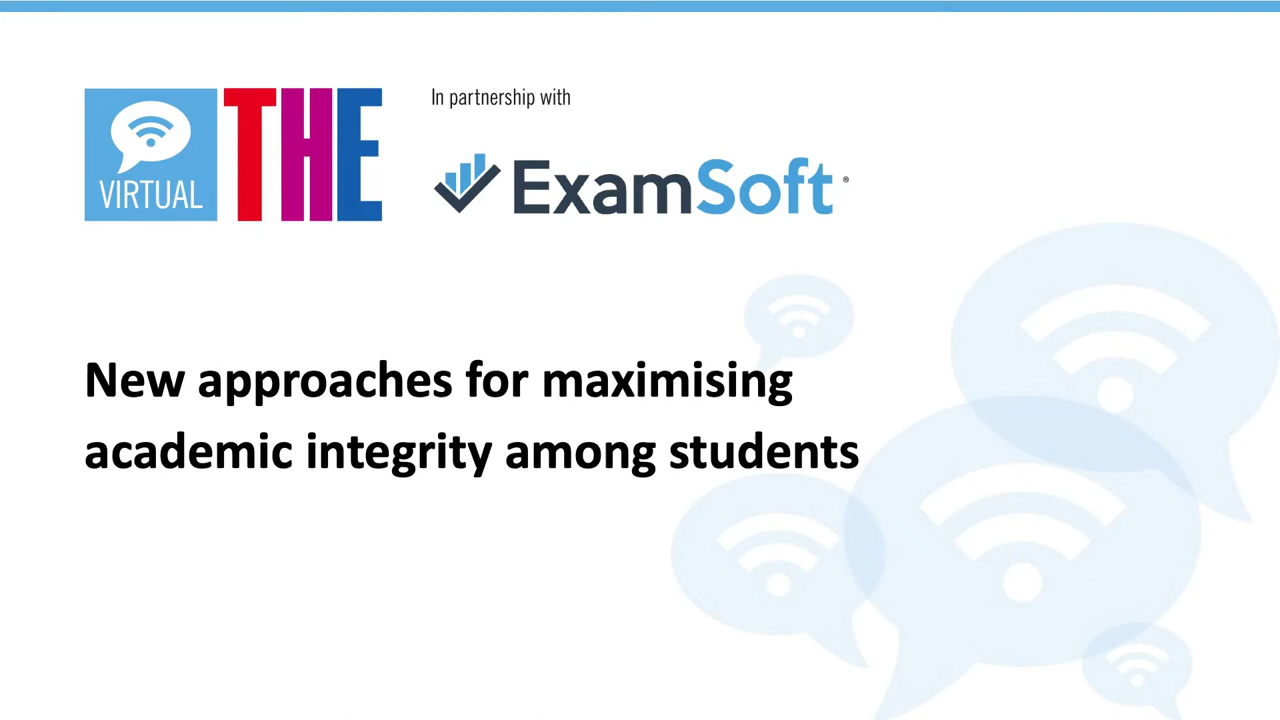 VIRTUAL
THE
In partnership with
ExamSoft®
New approaches for maximising
academic integrity among students